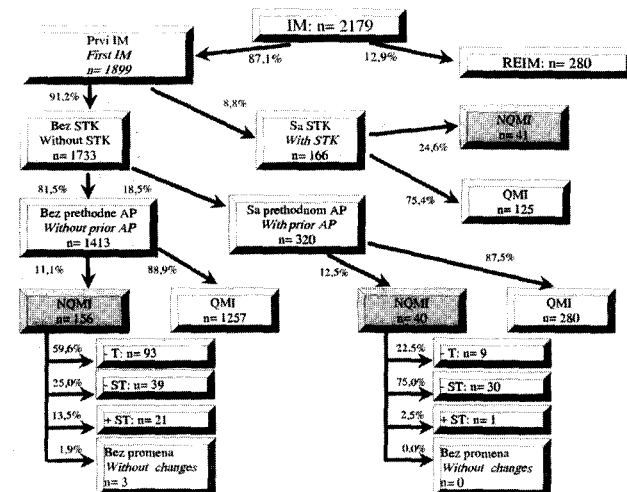 IM: n= 2179
Prvi IM
First IM
n= 1899
87,1%
12,9%
REIM: n= 280
91,2%
8,8%
Bez STK
Without STK
n= 1733
Sa STK
With STK
n= 166
NQMI
n= 41
24,6%
75,4%
QMI
n= 125
81,5%
18,5%
Bez prethodne AP
Without prior AP
n= 1413
Sa prethodnom AP
With prior AP
n= 320
11,1%
88,9%
12,5%
87,5%
NQMI
n= 156
QMI
n= 1257
NQMI
n= 40
QMI
n= 280
59,6%
- T: n= 93
22,5%
- T: n= 9
25,0%
- ST: n= 39
75,0%
- ST: n= 30
13,5%
+ ST: n= 21
2,5%
+ ST: n= 1
1,9%
Bez promena
Without changes
n= 3
0,0%
Bez promena
Without changes
n= 0